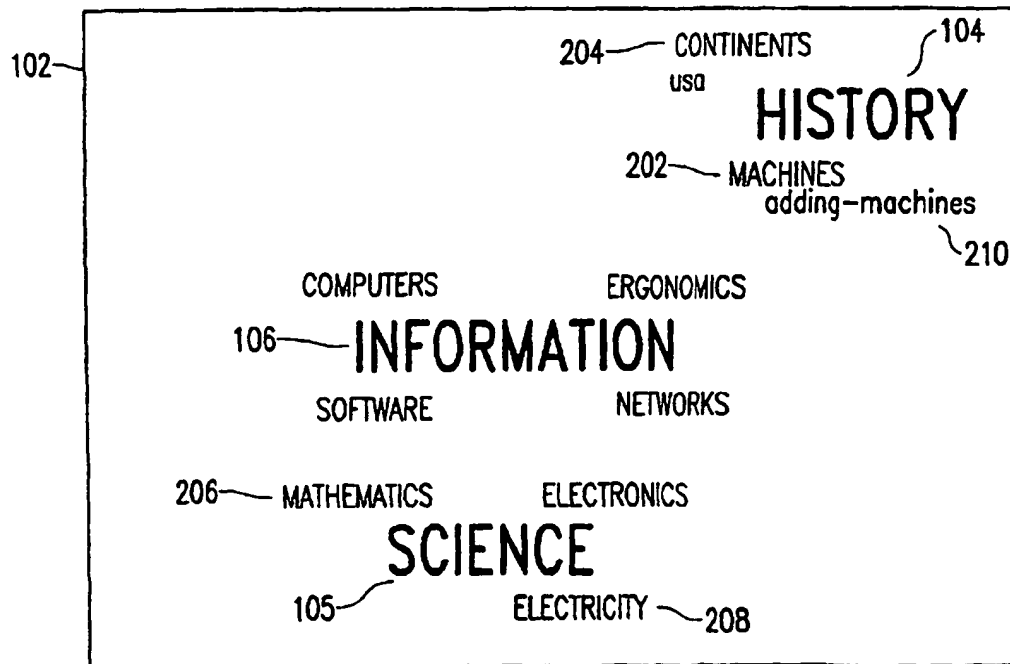 204 CONTINENTS 104
102 usa
HISTORY
202 MACHINES
adding-machines
210
COMPUTERS ERGONOMICS
106 INFORMATION
SOFTWARE NETWORKS
206 MATHEMATICS ELECTRONICS
SCIENCE
105 ELECTRICITY 208